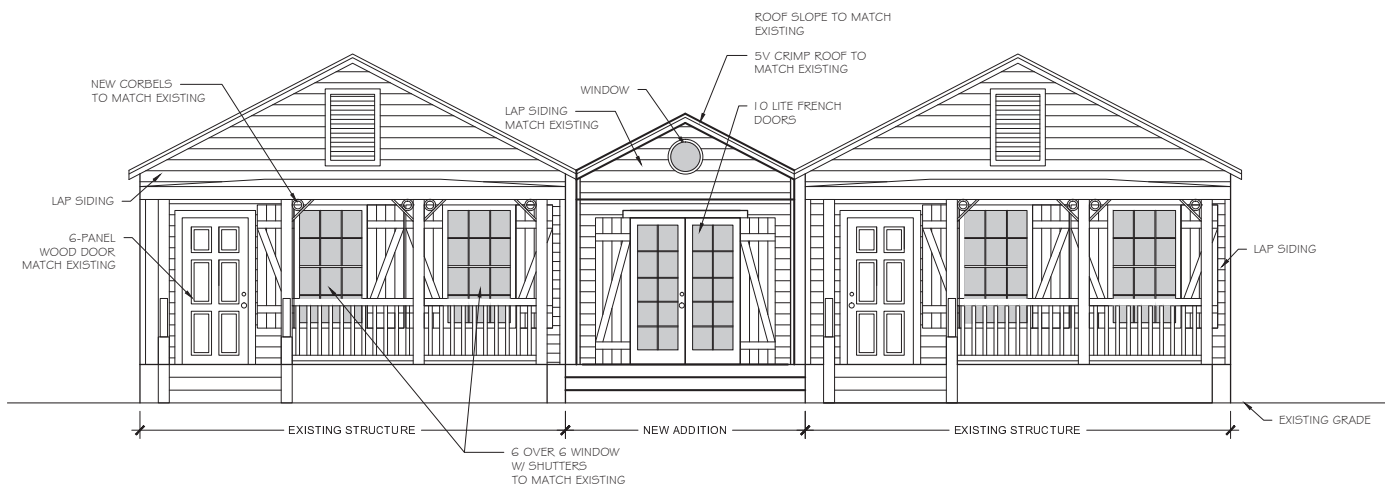 ROOF SLOPE TO MATCH
EXISTING
5V CRIMP ROOF TO
MATCH EXISTING
NEW CORBELS
TO MATCH EXISTING
WINDOW
LAP SIDING
MATCH EXISTING
10 LITE FRENCH
DOORS
LAP SIDING
6-PANEL
WOOD DOOR
MATCH EXISTING
LAP SIDING
EXISTING GRADE
EXISTING STRUCTURE
NEW ADDITION
EXISTING STRUCTURE
6 OVER 6 WINDOW
W/ SHUTTERS
TO MATCH EXISTING